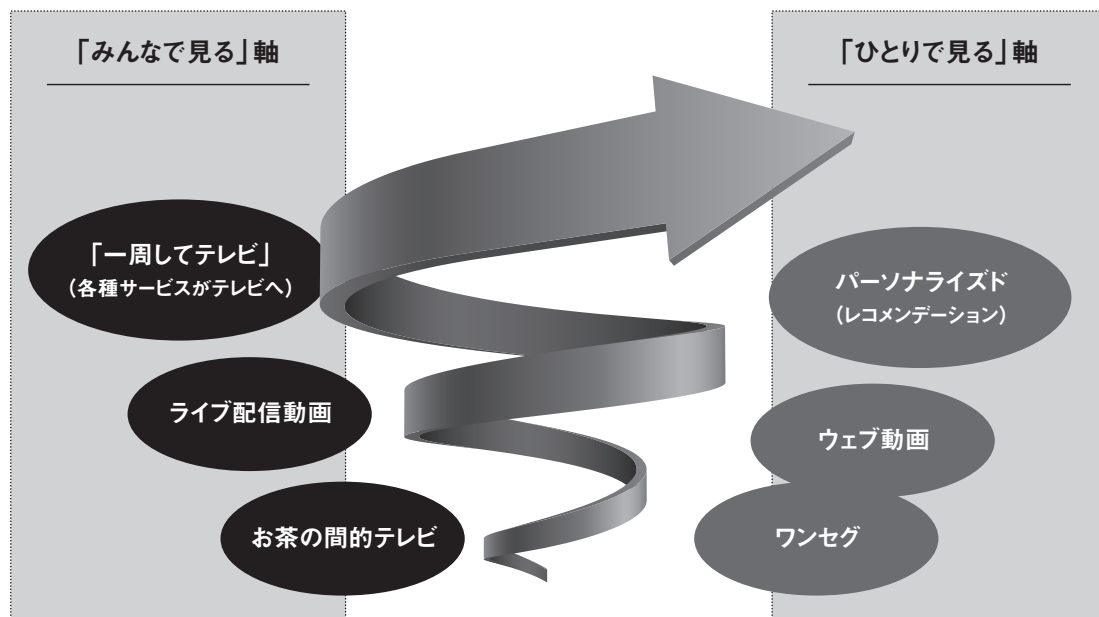 「みんなで見る」軸
「一周してテレビ」
(各種サービスがテレビへ)
ライブ配信動画
お茶の間的テレビ
「ひとりで見る」軸
パーソナライズド
(レコメンデーション)
ウェブ動画
ワンセグ